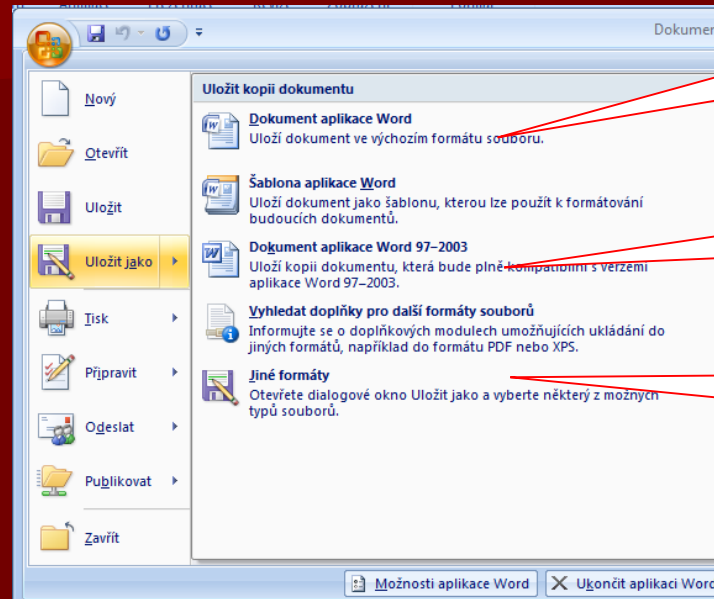 Dokumen
Uložit kopii dokumentu
Nový
Dokument aplikace Word
Uloží dokument ve výchozím formátu souboru.
Otevřít
Šablona aplikace Word
Uloží dokument jako šablonu, kterou lze použít k formátování
budoucích dokumentů.
Uložit
Dokument aplikace Word 97–2003
Uloží kopii dokumentu, která bude plně kompatibilní s verzemi
aplikace Word 97–2003.
Uložit jako
Vyhledat doplňky pro další formáty souborů
Informujte se o doplňkových modulech umožňujících ukládání do
jiných formátů, například do formátu PDF nebo XPS.
Tisk
Jiné formáty
Otevřete dialogové okno Uložit jako a vyberte některý z možných
typů souborů.
Připravit
Odeslat
Publikovat
Zavřít
Možnosti aplikace Word
Ukončit aplikaci Word